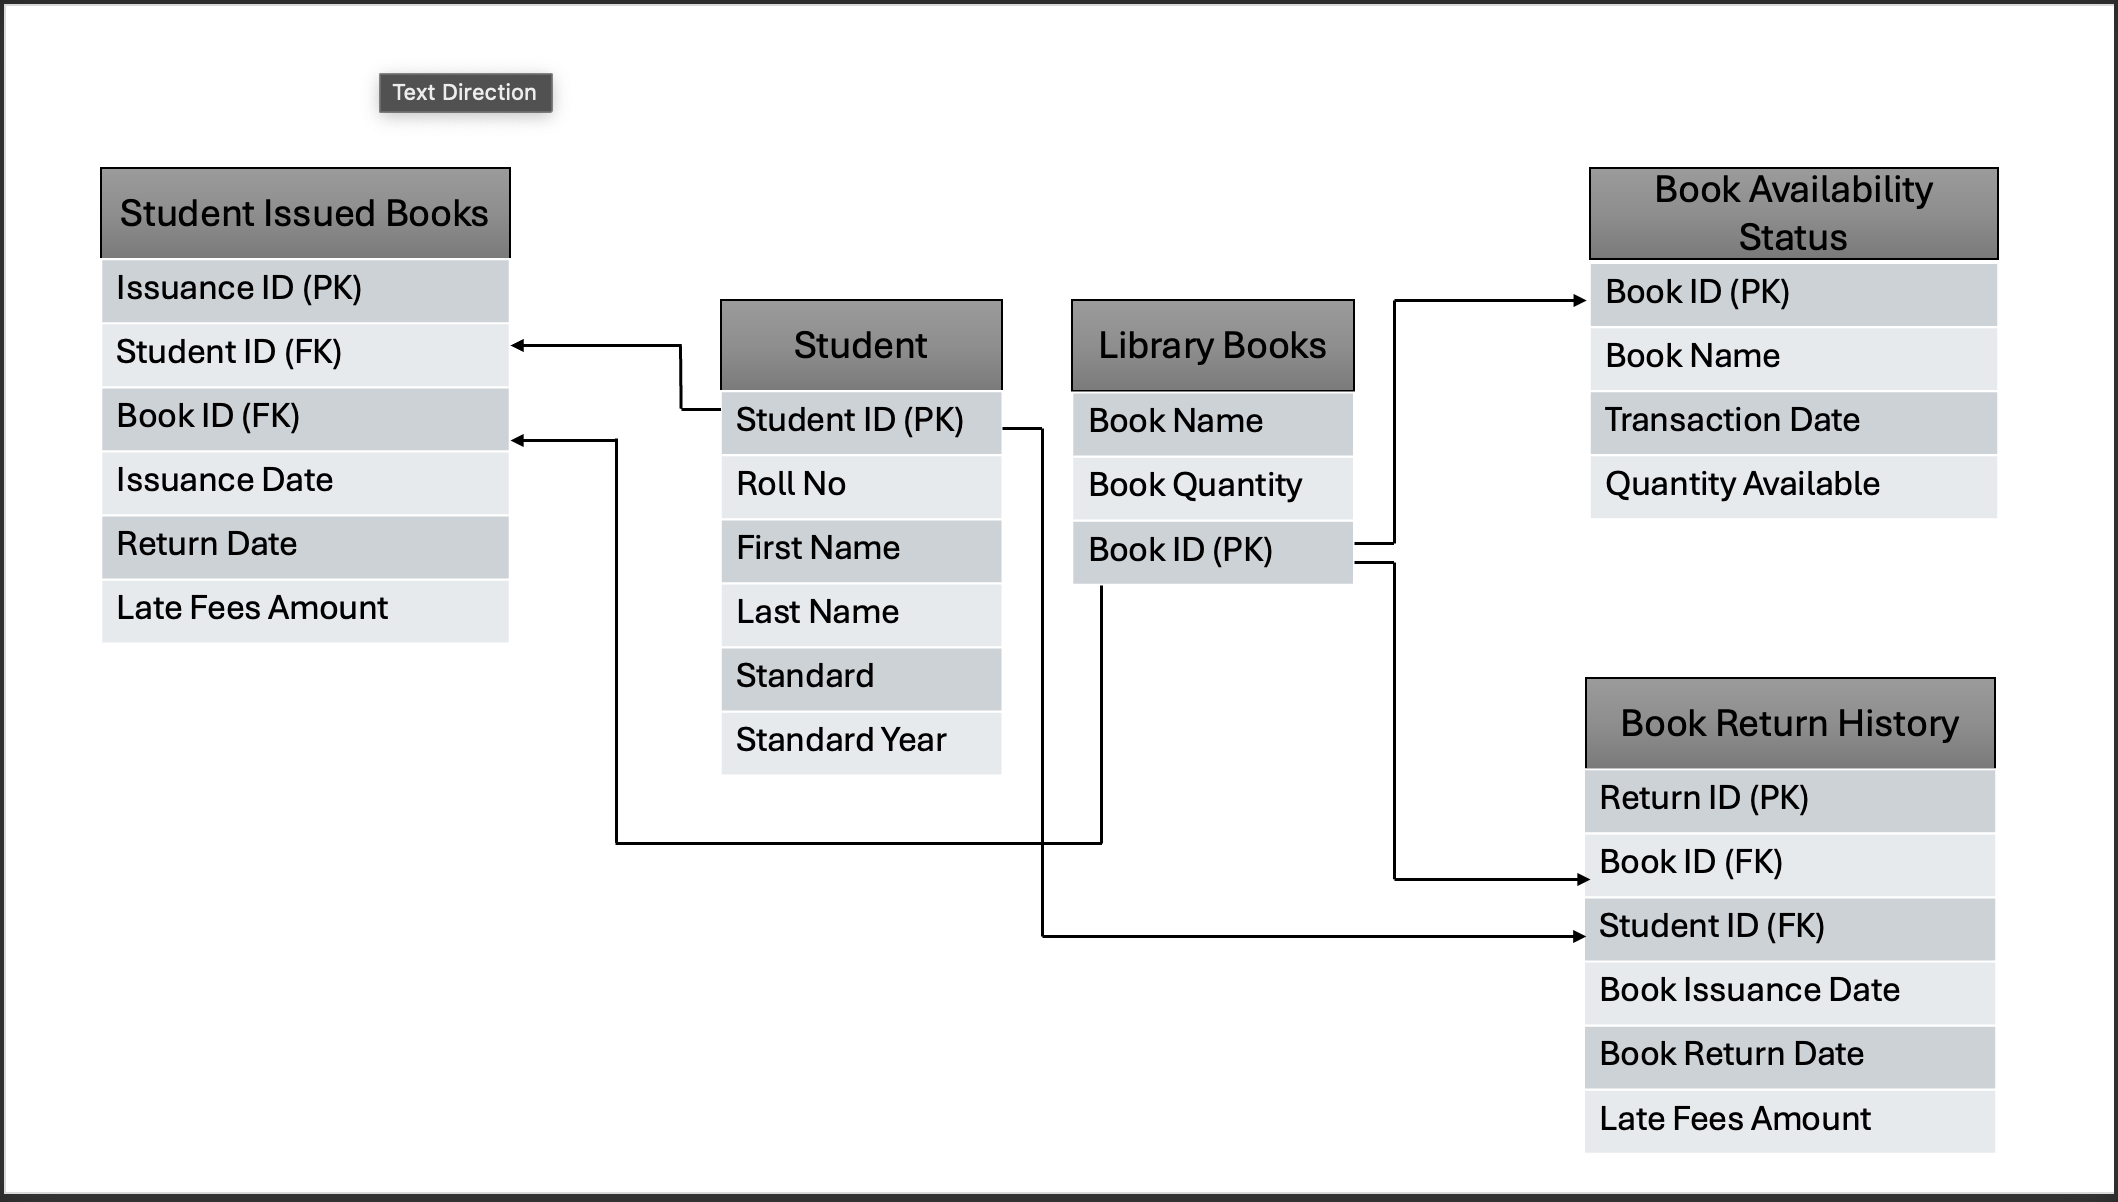 Text Direction
Student Issued Books
Issuance ID (PK)
Student ID (FK)
Book ID (FK)
Issuance Date
Return Date
Late Fees Amount
Student
Student ID (PK)
Roll No
First Name
Last Name
Standard
Standard Year
Library Books
Book Name
Book Quantity
Book ID (PK)
Book Availability
Status
Book ID (PK)
Book Name
Transaction Date
Quantity Available
Book Return History
Return ID (PK)
Book ID (FK)
Student ID (FK)
Book Issuance Date
Book Return Date
Late Fees Amount